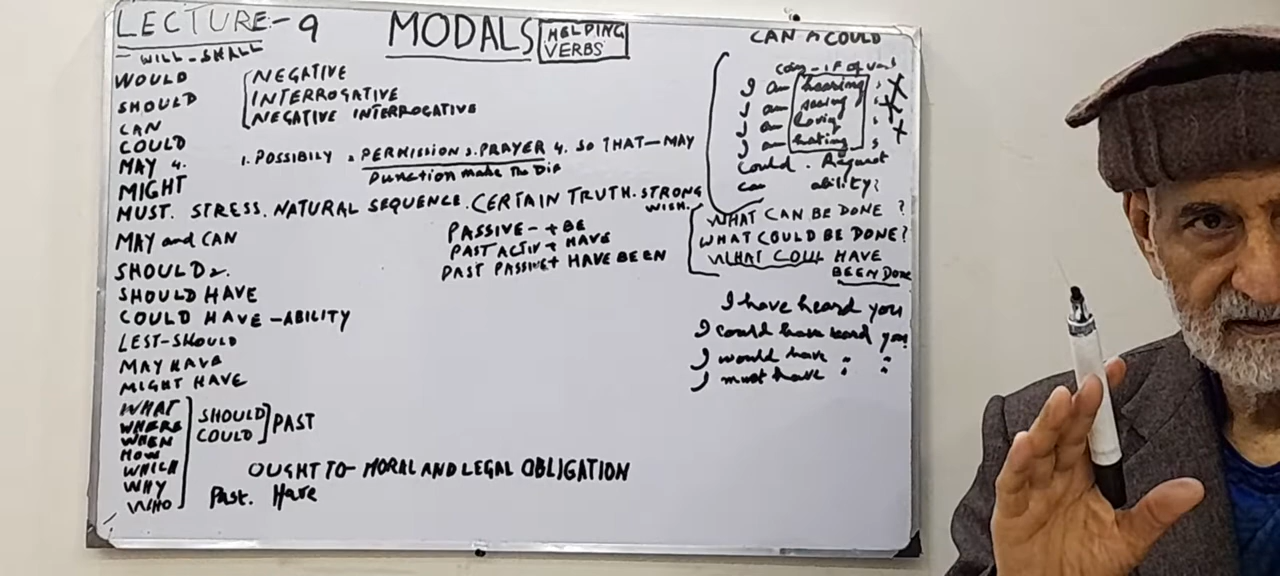 LECTURE-9
MODALS
HELPING
VERBS
WILL-SHALL
WOULD
SHOULD
CAN
COULD
MAY 4.
MIGHT
NEGATIVE
INTERROGATIVE
NEGATIVE INTERROGATIVE
1. POSSIBILY 2 PERMISSION 3. PRAYER 4. SO THAT-MAY
Punction make The Dif
MUST. STRESS. NATURAL SEQUENCE. CERTAIN TRUTH. STRONG
WISH.
MAY and CAN
SHOULD 2.
SHOULD HAVE
COULD HAVE -ABILITY
LEST-SHOULD
MAY HAVE
MIGHT HAVE
WHAT
WHERE
WHEN
HOW
WHICH
WHY
WHO
SHOULD
COULD
PAST
PASSIVE- + BE
PAST ACTIV + HAVE
PAST PASSIVE + HAVE BEEN
OUGHT TO- MORAL AND LEGAL OBLIGATION
Past. Have
CAN COULD
I am hearing X
I am seeing X
I am X
I am hating
Could . Request
can ability?
WHAT CAN BE DONE ?
WHAT COULD BE DONE?
WHAT COUL HAVE
BEEN DONE
I have heard you
I could have heard you
I would have " "
I must have " "